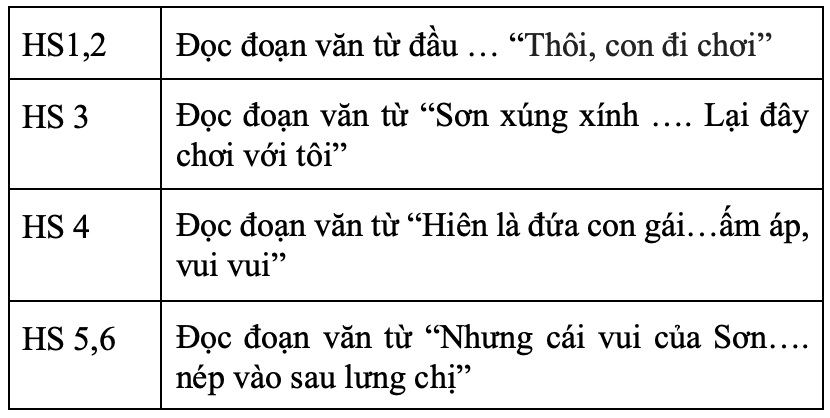 HS1,2 Đọc đoạn văn từ đầu … “Thôi, con đi chơi”
HS 3 Đọc đoạn văn từ “Sơn xúng xính …. Lại đây
chơi với tôi”
HS 4 Đọc đoạn văn từ “Hiên là đứa con gái…ấm áp,
vui vui”
HS 5,6 Đọc đoạn văn từ “Nhưng cái vui của Sơn….
nép vào sau lưng chị”